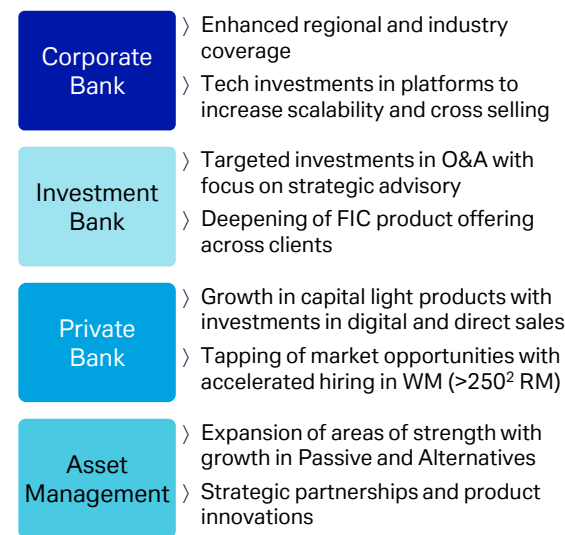 Corporate
Bank
〉 Enhanced regional and industry
coverage
〉 Tech investments in platforms to
increase scalability and cross selling
Investment
Bank
〉 Targeted investments in O&A with
focus on strategic advisory
〉 Deepening of FIC product offering
across clients
Private
Bank
〉 Growth in capital light products with
investments in digital and direct sales
〉 Tapping of market opportunities with
accelerated hiring in WM (>250² RM)
Asset
Management
〉 Expansion of areas of strength with
growth in Passive and Alternatives
〉 Strategic partnerships and product
innovations